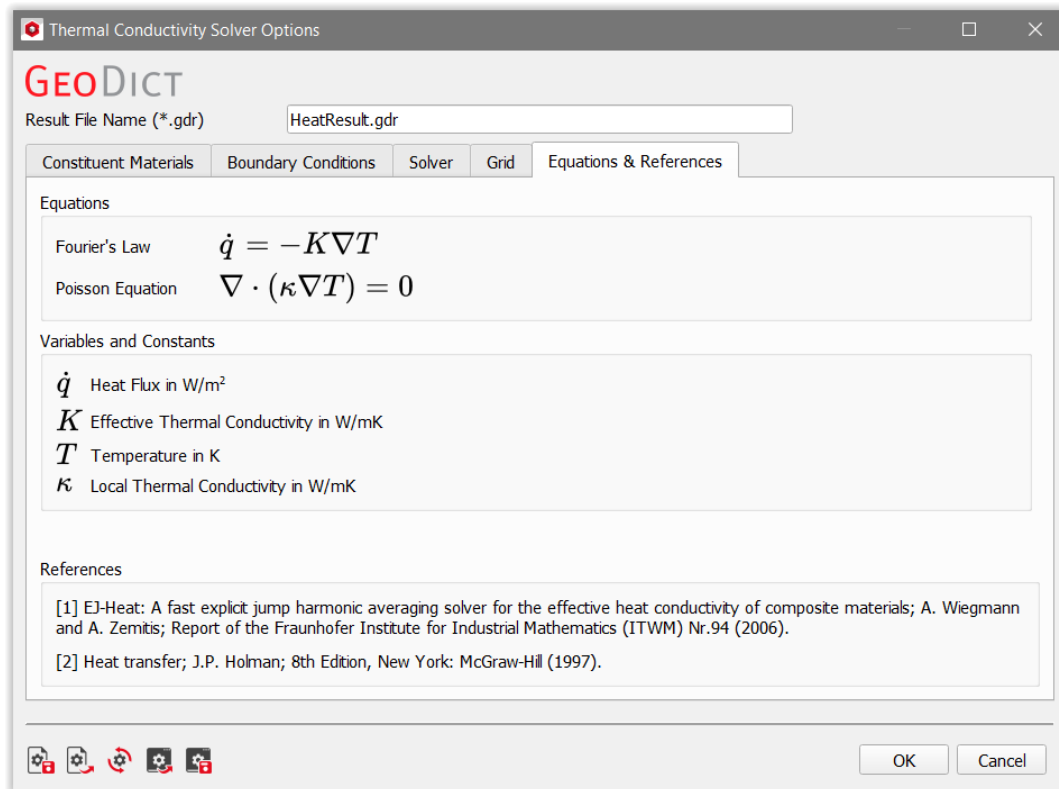 Thermal Conductivity Solver Options
GEODICT
Result File Name (*.gdr) HeatResult.gdr
Constituent Materials Boundary Conditions Solver Grid Equations & References
Equations
Fourier's Law q̇ = −K∇T
Poisson Equation ∇ · (κ∇T) = 0
Variables and Constants
q̇ Heat Flux in W/m²
K Effective Thermal Conductivity in W/mK
T Temperature in K
κ Local Thermal Conductivity in W/mK
References
[1] EJ-Heat: A fast explicit jump harmonic averaging solver for the effective heat conductivity of composite materials; A. Wiegmann
and A. Zemitis; Report of the Fraunhofer Institute for Industrial Mathematics (ITWM) Nr.94 (2006).
[2] Heat transfer; J.P. Holman; 8th Edition, New York: McGraw-Hill (1997).
OK Cancel